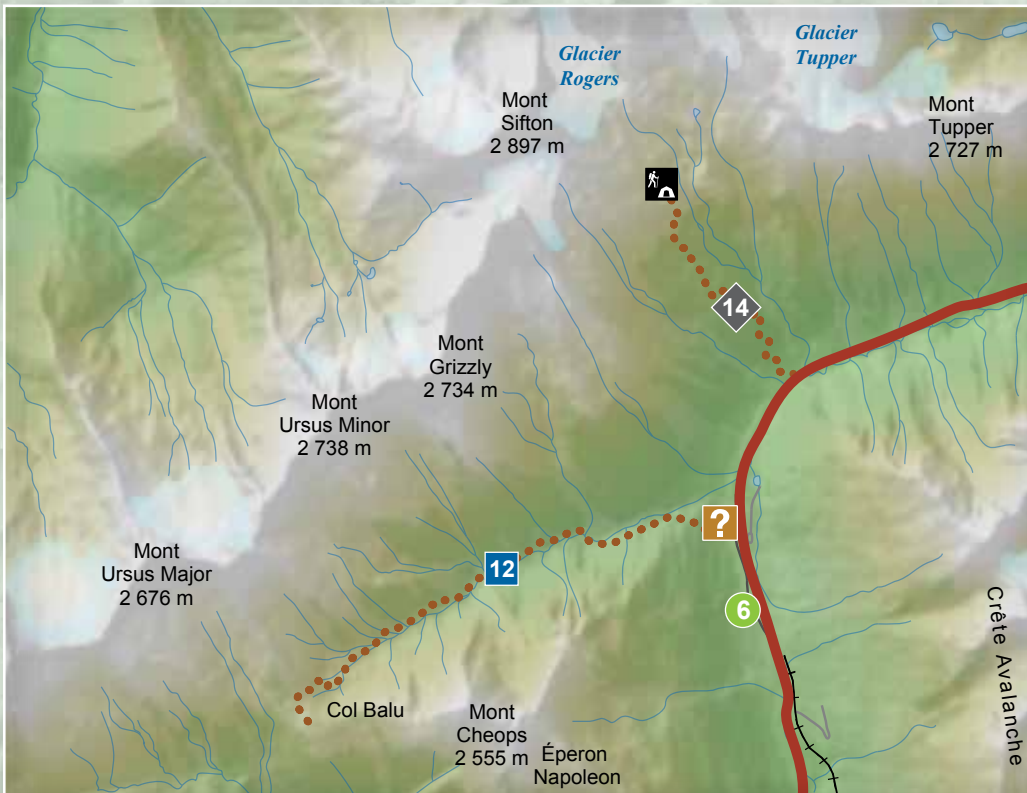 Glacier
Rogers
Glacier
Tupper
Mont
Sifton
2 897 m
Mont
Tupper
2 727 m
14
Mont
Grizzly
2 734 m
Mont
Ursus Minor
2 738 m
?
12
Mont
Ursus Major
2 676 m
6
Crête Avalanche
Col Balu
Mont
Cheops
2 555 m
Éperon
Napoleon